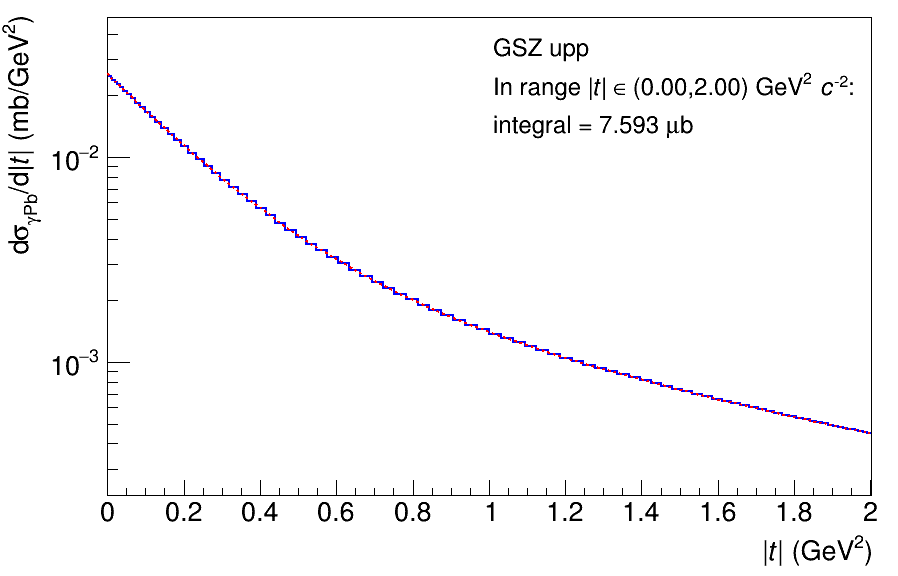 dσγPb/d|t| (mb/GeV²)
GSZ upp
In range |t| ∈ (0.00,2.00) GeV² c⁻²:
integral = 7.593 μb
10⁻²
10⁻³
0 0.2 0.4 0.6 0.8 1 1.2 1.4 1.6 1.8 2
|t| (GeV²)